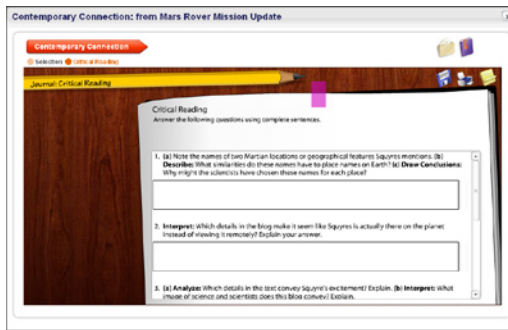 Contemporary Connection: from Mars Rover Mission Update
Contemporary Connection
Selection Critical Reading
Journal: Critical Reading
Critical Reading
Answer the following questions using complete sentences.
1. (a) Note the names of two Martian locations or geographical features Squyres mentions. (b)
Describe: What similarities do these names have to place names on Earth? (c) Draw Conclusions:
Why might the scientists have chosen these names for each place?
2. Interpret: Which details in the blog make it seem like Squyres is actually there on the planet
instead of viewing it remotely? Explain your answer.
3. (a) Analyze: Which details in the text convey Squyre's excitement? Explain. (b) Interpret: What
image of science and scientists does this blog convey? Explain.